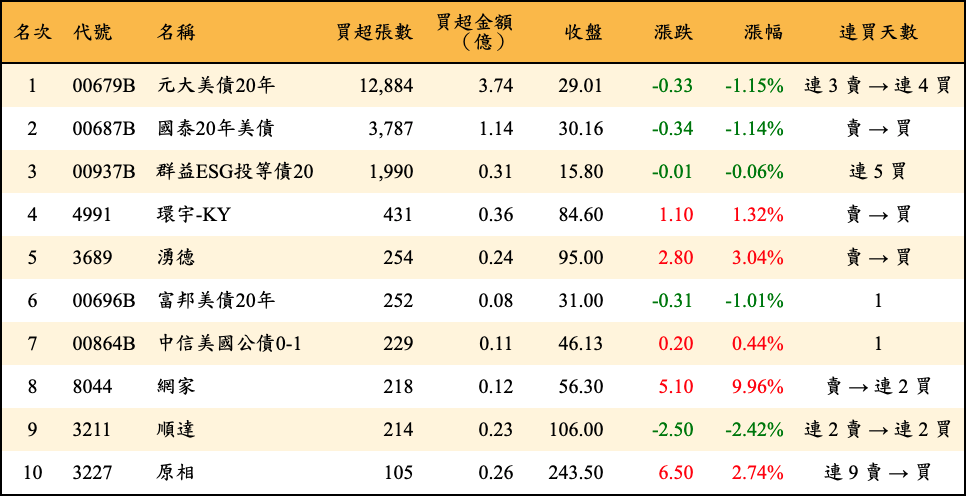 名次 代號 名稱 買超張數 買超金額（億） 收盤 漲跌 漲幅 連買天數
1 00679B 元大美債20年 12,884 3.74 29.01 -0.33 -1.15% 連 3 賣 → 連 4 買
2 00687B 國泰20年美債 3,787 1.14 30.16 -0.34 -1.14% 賣 → 買
3 00937B 群益ESG投等債20 1,990 0.31 15.80 -0.01 -0.06% 連 5 買
4 4991 環宇-KY 431 0.36 84.60 1.10 1.32% 賣 → 買
5 3689 湧德 254 0.24 95.00 2.80 3.04% 賣 → 買
6 00696B 富邦美債20年 252 0.08 31.00 -0.31 -1.01% 1
7 00864B 中信美國公債0-1 229 0.11 46.13 0.20 0.44% 1
8 8044 網家 218 0.12 56.30 5.10 9.96% 賣 → 連 2 買
9 3211 順達 214 0.23 106.00 -2.50 -2.42% 連 2 賣 → 連 2 買
10 3227 原相 105 0.26 243.50 6.50 2.74% 連 9 賣 → 買